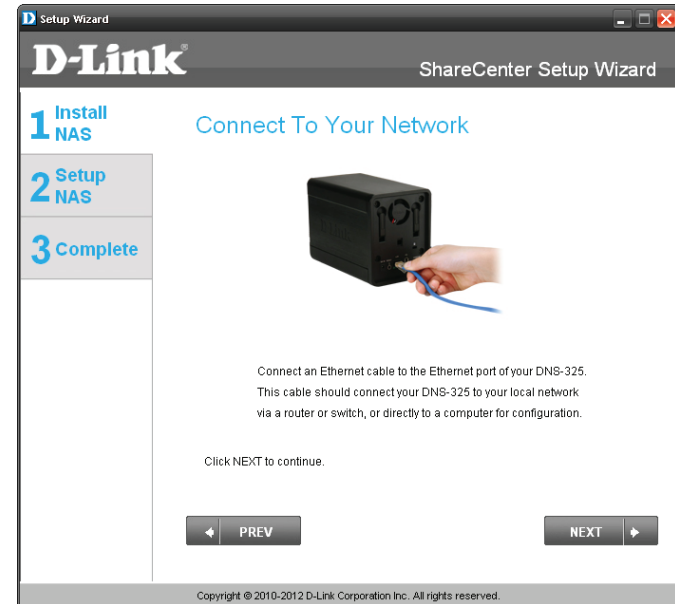 D Setup Wizard
D-Link®
ShareCenter Setup Wizard
1 Install
NAS
2 Setup
NAS
3 Complete
Connect To Your Network
D-Link
Connect an Ethernet cable to the Ethernet port of your DNS-325.
This cable should connect your DNS-325 to your local network
via a router or switch, or directly to a computer for configuration.
Click NEXT to continue.
PREV
NEXT
Copyright © 2010-2012 D-Link Corporation Inc. All rights reserved.